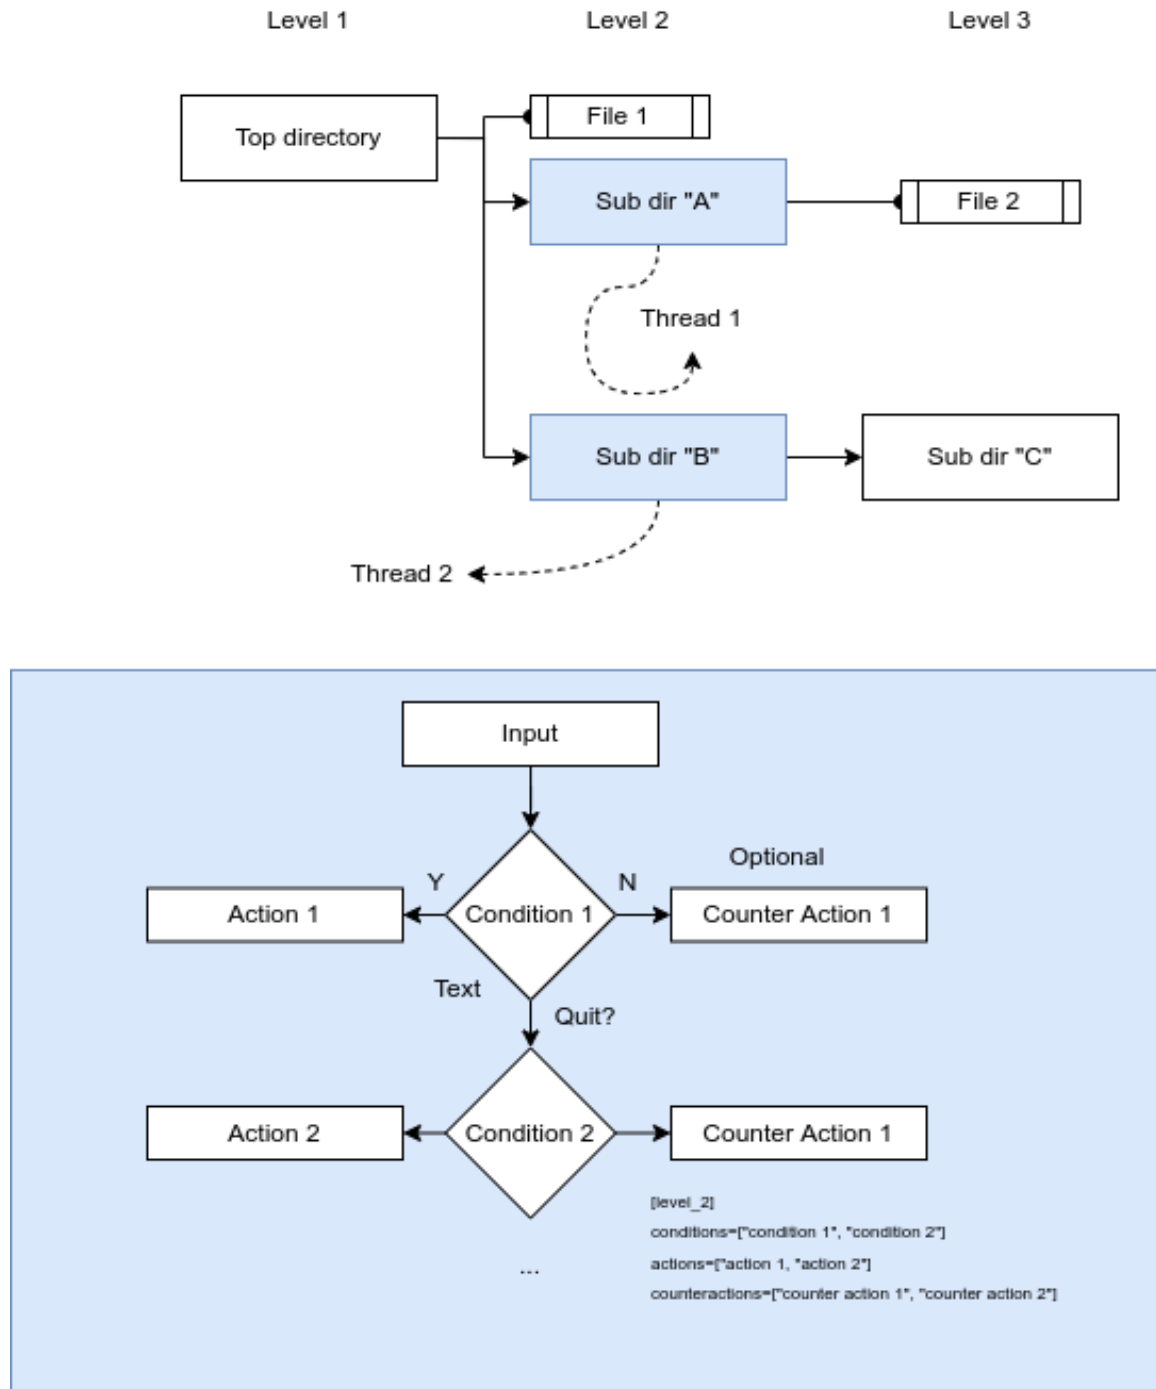 Level 1
Level 2
Level 3
File 1
Top directory
Sub dir "A"
File 2
Thread 1
Sub dir "B"
Sub dir "C"
Thread 2
Input
Optional
Y
N
Action 1
Condition 1
Counter Action 1
Text
Quit?
Action 2
Condition 2
Counter Action 1
[level_2]
conditions=["condition 1", "condition 2"]
actions=["action 1, "action 2"]
counteractions=["counter action 1", "counter action 2"]
...